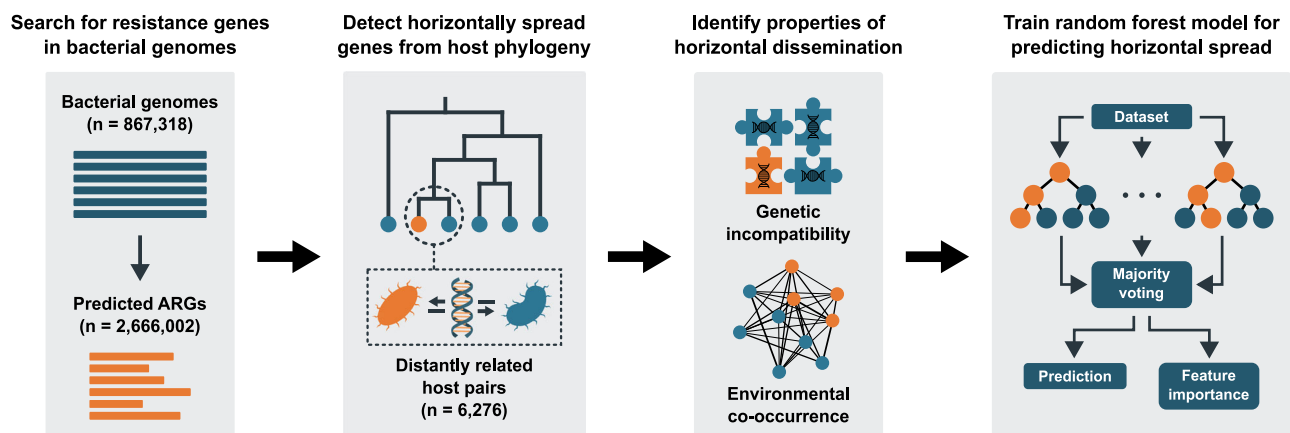 Search for resistance genes
in bacterial genomes
Bacterial genomes
(n = 867,318)
Predicted ARGs
(n = 2,666,002)
Detect horizontally spread
genes from host phylogeny
Distantly related
host pairs
(n = 6,276)
Identify properties of
horizontal dissemination
Genetic
incompatibility
Environmental
co-occurrence
Train random forest model for
predicting horizontal spread
Dataset
Majority
voting
Prediction
Feature
importance